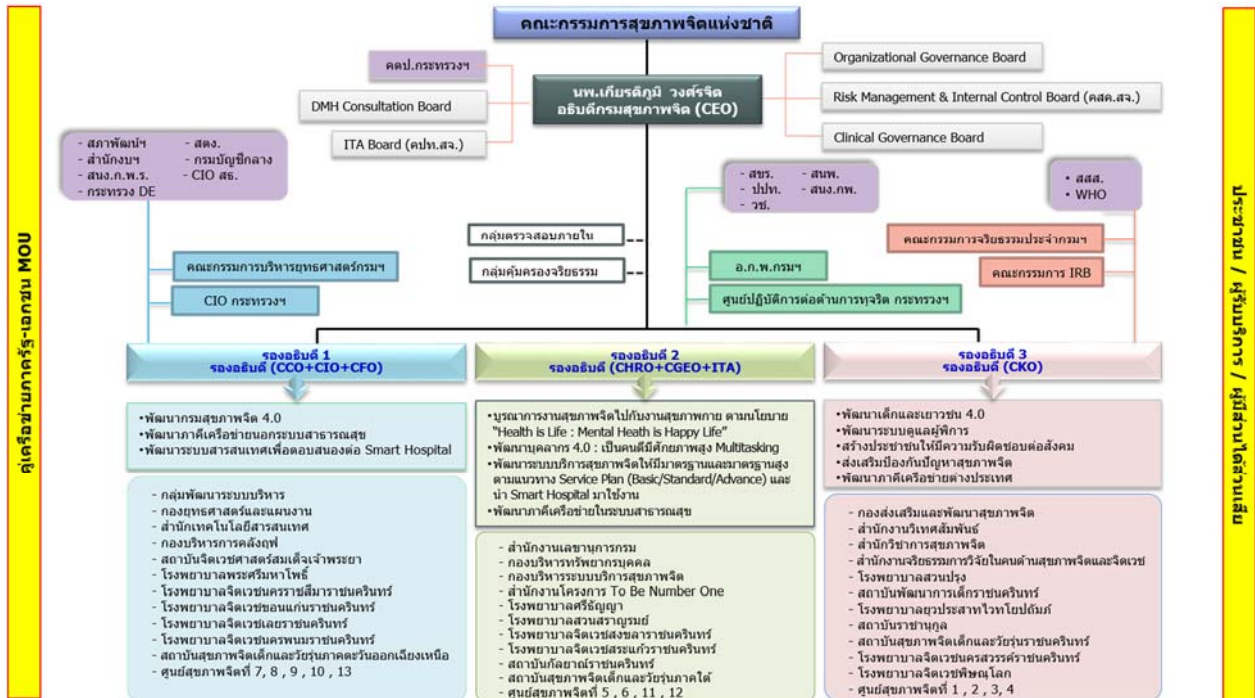 คณะกรรมการสุขภาพจิตแห่งชาติ
คตป.กระทรวงฯ
DMH Consultation Board
ITA Board (คปท.สจ.)
นพ.เกียรติภูมิ วงศ์รจิต
อธิบดีกรมสุขภาพจิต (CEO)
Organizational Governance Board
Risk Management & Internal Control Board (คสค.สจ.)
Clinical Governance Board
คู่เครือข่ายภาครัฐ-เอกชน MOU
- สภาพัฒน์ฯ - สตง.
- สำนักงบฯ - กรมบัญชีกลาง
- สนง.ก.พ.ร. - CIO สธ.
- กระทรวง DE
- สขร. - สนพ.
- ปปท. - สนง.กพ.
- วช.
• สสส.
• WHO
กลุ่มตรวจสอบภายใน
กลุ่มคุ้มครองจริยธรรม
คณะกรรมการบริหารยุทธศาสตร์กรมฯ
CIO กระทรวงฯ
อ.ก.พ.กรมฯ
ศูนย์ปฏิบัติการต่อต้านการทุจริต กระทรวงฯ
คณะกรรมการจริยธรรมประจำกรมฯ
คณะกรรมการ IRB
รองอธิบดี 1
รองอธิบดี (CCO+CIO+CFO)
•พัฒนากรมสุขภาพจิต 4.0
•พัฒนาภาคีเครือข่ายนอกระบบสาธารณสุข
•พัฒนาระบบสารสนเทศเพื่อตอบสนองต่อ Smart Hospital
- กลุ่มพัฒนาระบบบริหาร
- กองยุทธศาสตร์และแผนงาน
- สำนักเทคโนโลยีสารสนเทศ
- กองบริหารการคลังฤฟ
- สถาบันจิตเวชศาสตร์สมเด็จเจ้าพระยา
- โรงพยาบาลพระศรีมหาโพธิ์
- โรงพยาบาลจิตเวชนครราชสีมาราชนครินทร์
- โรงพยาบาลจิตเวชขอนแก่นราชนครินทร์
- โรงพยาบาลจิตเวชเลยราชนครินทร์
- โรงพยาบาลจิตเวชนครพนมราชนครินทร์
- สถาบันสุขภาพจิตเด็กและวัยรุ่นภาคตะวันออกเฉียงเหนือ
- ศูนย์สุขภาพจิตที่ 7, 8 , 9 , 10 , 13
รองอธิบดี 2
รองอธิบดี (CHRO+CGEO+ITA)
•บูรณาการงานสุขภาพจิตไปกับงานสุขภาพกาย ตามนโยบาย
“Health is Life : Mental Heath is Happy Life”
•พัฒนาบุคลากร 4.0 : เป็นคนดีมีศักยภาพสูง Multitasking
•พัฒนาระบบบริการสุขภาพจิตให้มีมาตรฐานและมาตรฐานสูง
ตามแนวทาง Service Plan (Basic/Standard/Advance) และ
นำ Smart Hospital มาใช้งาน
•พัฒนาภาคีเครือข่ายในระบบสาธารณสุข
- สำนักงานเลขานุการกรม
- กองบริหารทรัพยากรบุคคล
- กองบริหารระบบบริการสุขภาพจิต
- สำนักงานโครงการ To Be Number One
- โรงพยาบาลศรีธัญญา
- โรงพยาบาลสวนสราญรมย์
- โรงพยาบาลจิตเวชสงขลาราชนครินทร์
- โรงพยาบาลจิตเวชสระแก้วราชนครินทร์
- สถาบันกัลยาณ์ราชนครินทร์
- สถาบันสุขภาพจิตเด็กและวัยรุ่นภาคใต้
- ศูนย์สุขภาพจิตที่ 5 , 6 , 11 , 12
รองอธิบดี 3
รองอธิบดี (CKO)
•พัฒนาเด็กและเยาวชน 4.0
•พัฒนาระบบดูแลผู้พิการ
•สร้างประชาชนให้มีความรับผิดชอบต่อสังคม
•ส่งเสริมป้องกันปัญหาสุขภาพจิต
•พัฒนาภาคีเครือข่ายต่างประเทศ
- กองส่งเสริมและพัฒนาสุขภาพจิต
- สำนักงานวิเทศสัมพันธ์
- สำนักวิชาการสุขภาพจิต
- สำนักงานจริยธรรมการวิจัยในคนด้านสุขภาพจิตและจิตเวช
- โรงพยาบาลสวนปรุง
- สถาบันพัฒนาการเด็กราชนครินทร์
- โรงพยาบาลยุวประสาทไวทโยปถัมภ์
- สถาบันราชานุกูล
- สถาบันสุขภาพจิตเด็กและวัยรุ่นราชนครินทร์
- โรงพยาบาลจิตเวชนครสวรรค์ราชนครินทร์
- โรงพยาบาลจิตเวชพิษณุโลก
- ศูนย์สุขภาพจิตที่ 1 , 2 , 3, 4
ประชาชน / ผู้รับบริการ / ผู้มีส่วนได้ส่วนเสีย